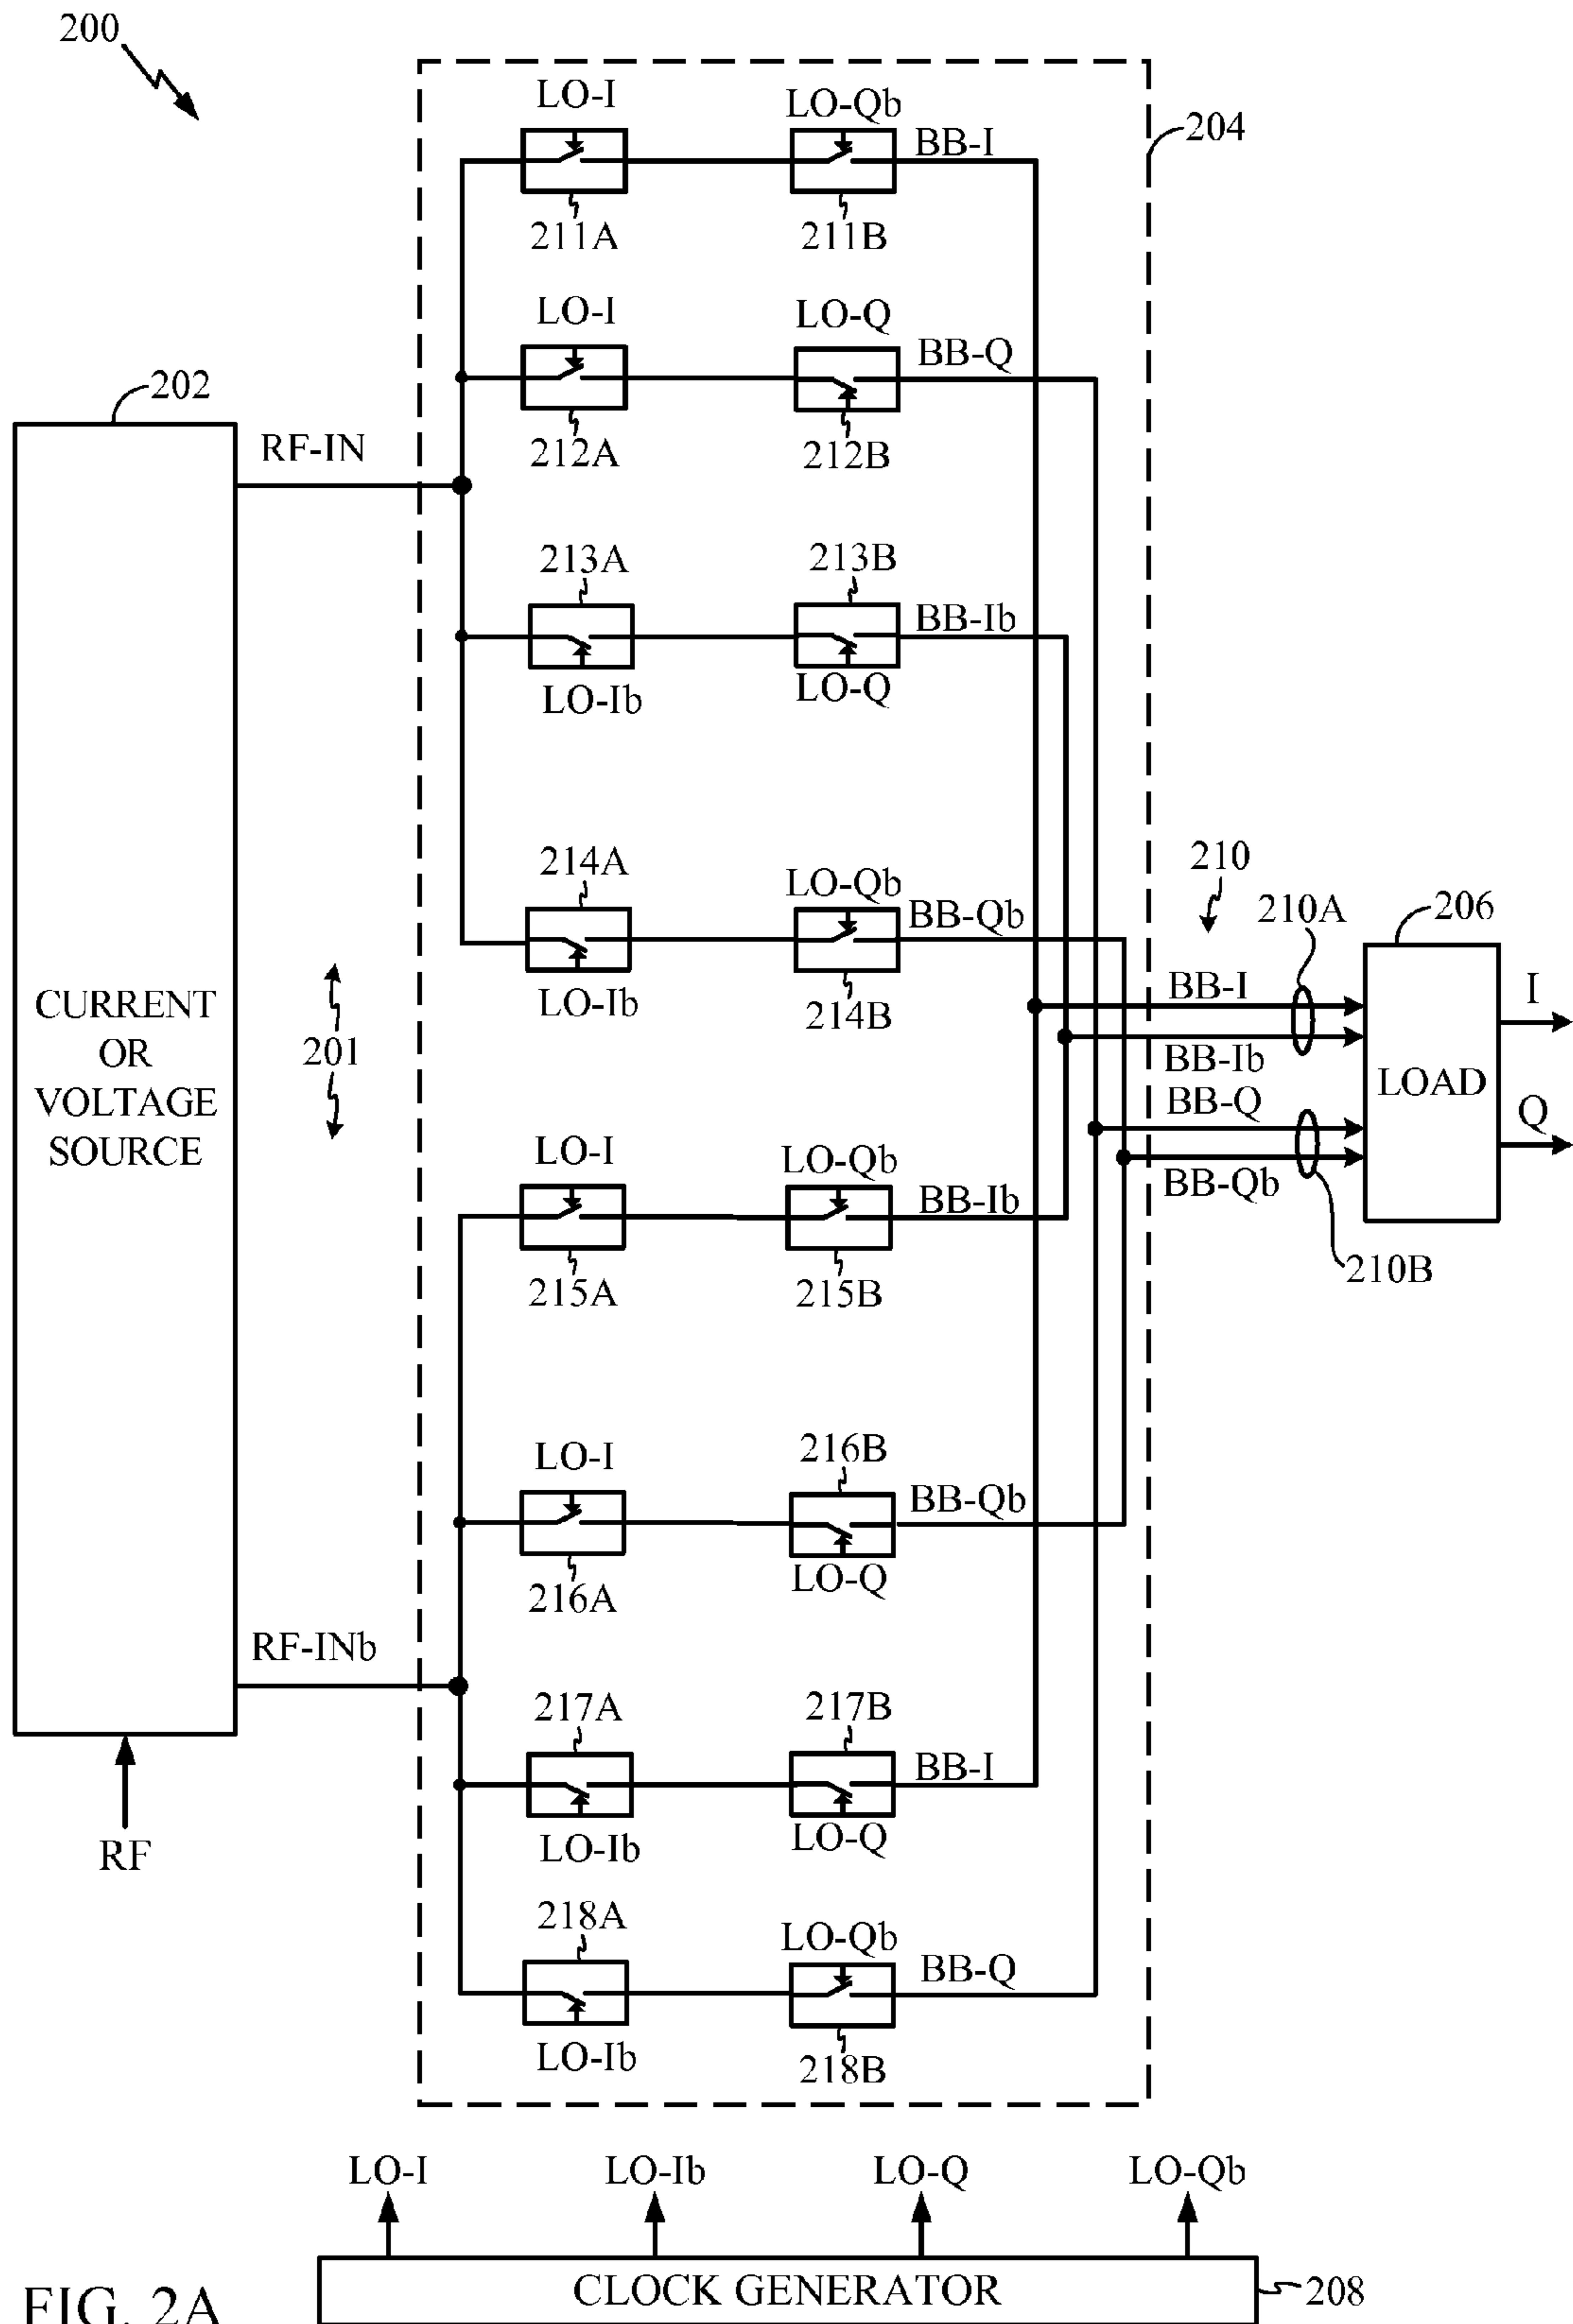 200
LO-I
LO-Qb
BB-I
204
211A
211B
LO-I
LO-Q
BB-Q
202
212A
212B
RF-IN
213A
213B
BB-Ib
LO-Ib
LO-Q
214A
LO-Qb
BB-Qb
210
210A
206
CURRENT
OR
VOLTAGE
SOURCE
201
LO-Ib
214B
BB-I
I
BB-Ib
LOAD
BB-Q
Q
BB-Qb
LO-I
LO-Qb
BB-Ib
210B
215A
215B
LO-I
216B
BB-Qb
216A
LO-Q
RF-INb
217A
217B
BB-I
RF
LO-Ib
LO-Q
218A
LO-Qb
BB-Q
LO-Ib
218B
LO-I
LO-Ib
LO-Q
LO-Qb
CLOCK GENERATOR
208
FIG. 2A